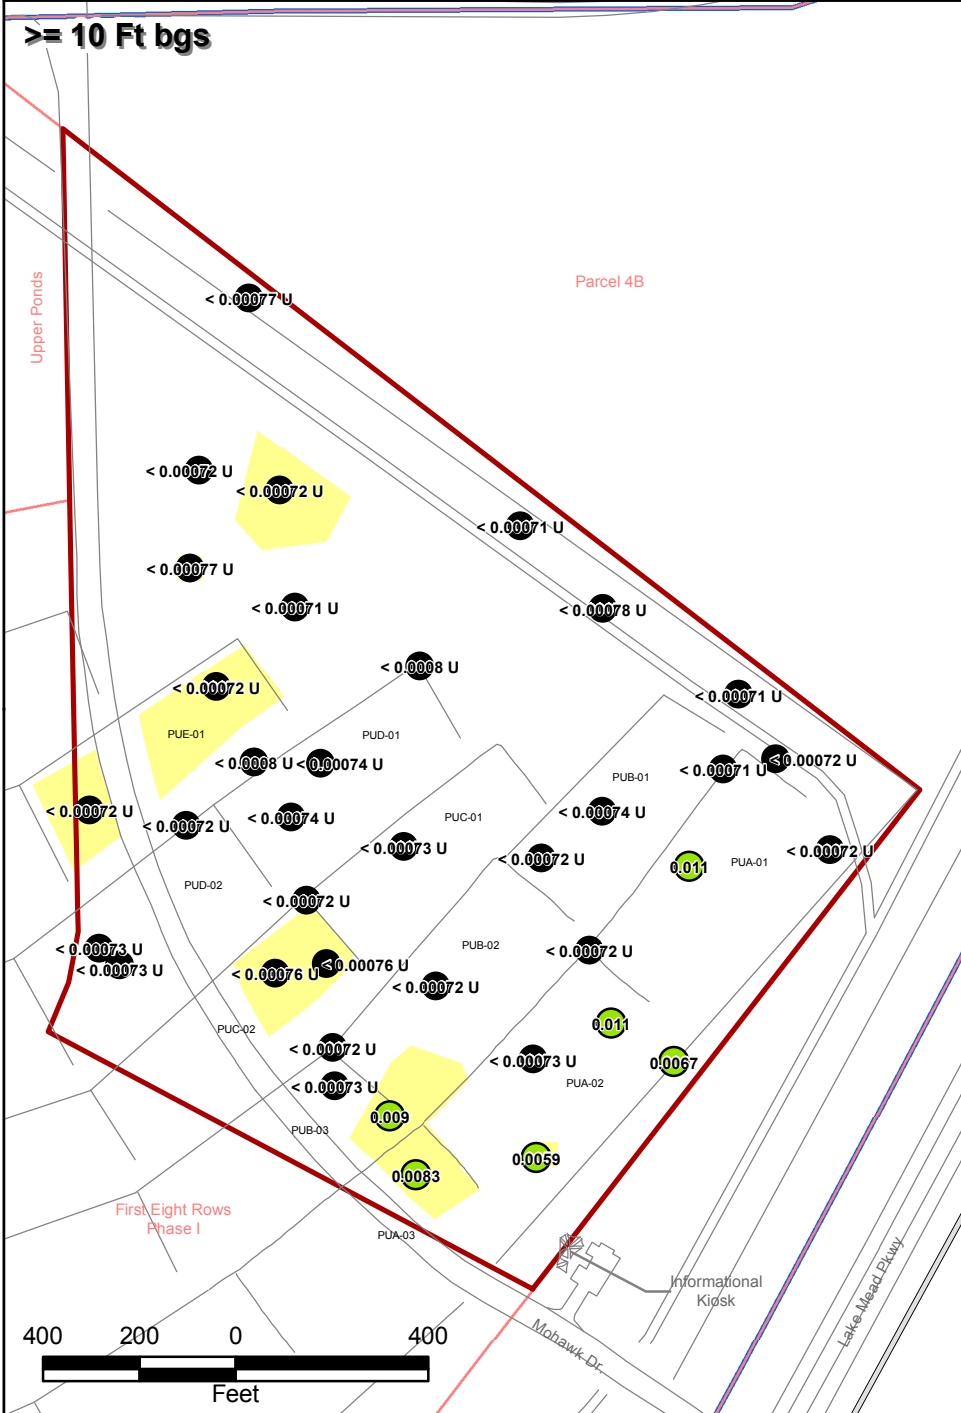 >= 10 Ft bgs
Parcel 4B
Upper Ponds
< 0.00077 U
< 0.00072 U
< 0.00072 U
< 0.00071 U
< 0.00077 U
< 0.00071 U
< 0.00078 U
< 0.0008 U
< 0.00072 U
< 0.00071 U
PUE-01
PUD-01
< 0.0008 U
< 0.00074 U
PUB-01
< 0.00071 U
< 0.00072 U
< 0.00072 U
< 0.00072 U
< 0.00074 U
PUC-01
< 0.00074 U
< 0.00073 U
< 0.00072 U
0.011
PUA-01
< 0.00072 U
PUD-02
< 0.00072 U
< 0.00073 U
< 0.00073 U
PUB-02
< 0.00072 U
< 0.00076 U
< 0.00076 U
< 0.00072 U
PUC-02
0.011
< 0.00072 U
< 0.00073 U
0.0067
< 0.00073 U
PUA-02
0.009
PUB-03
0.0059
0.0083
First Eight Rows
Phase I
PUA-03
Informational
Kiosk
Lake Mead Pkwy
Mohawk Dr.
400 200 0 400
Feet